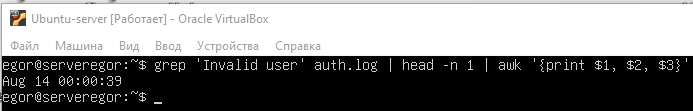 Ubuntu-server [Работает] - Oracle VirtualBox
Файл Машина Вид Ввод Устройства Справка
egor@serveregor:~$ grep 'Invalid user' auth.log | head -n 1 | awk '{print $1, $2, $3}'
Aug 14 00:00:39
egor@serveregor:~$ _